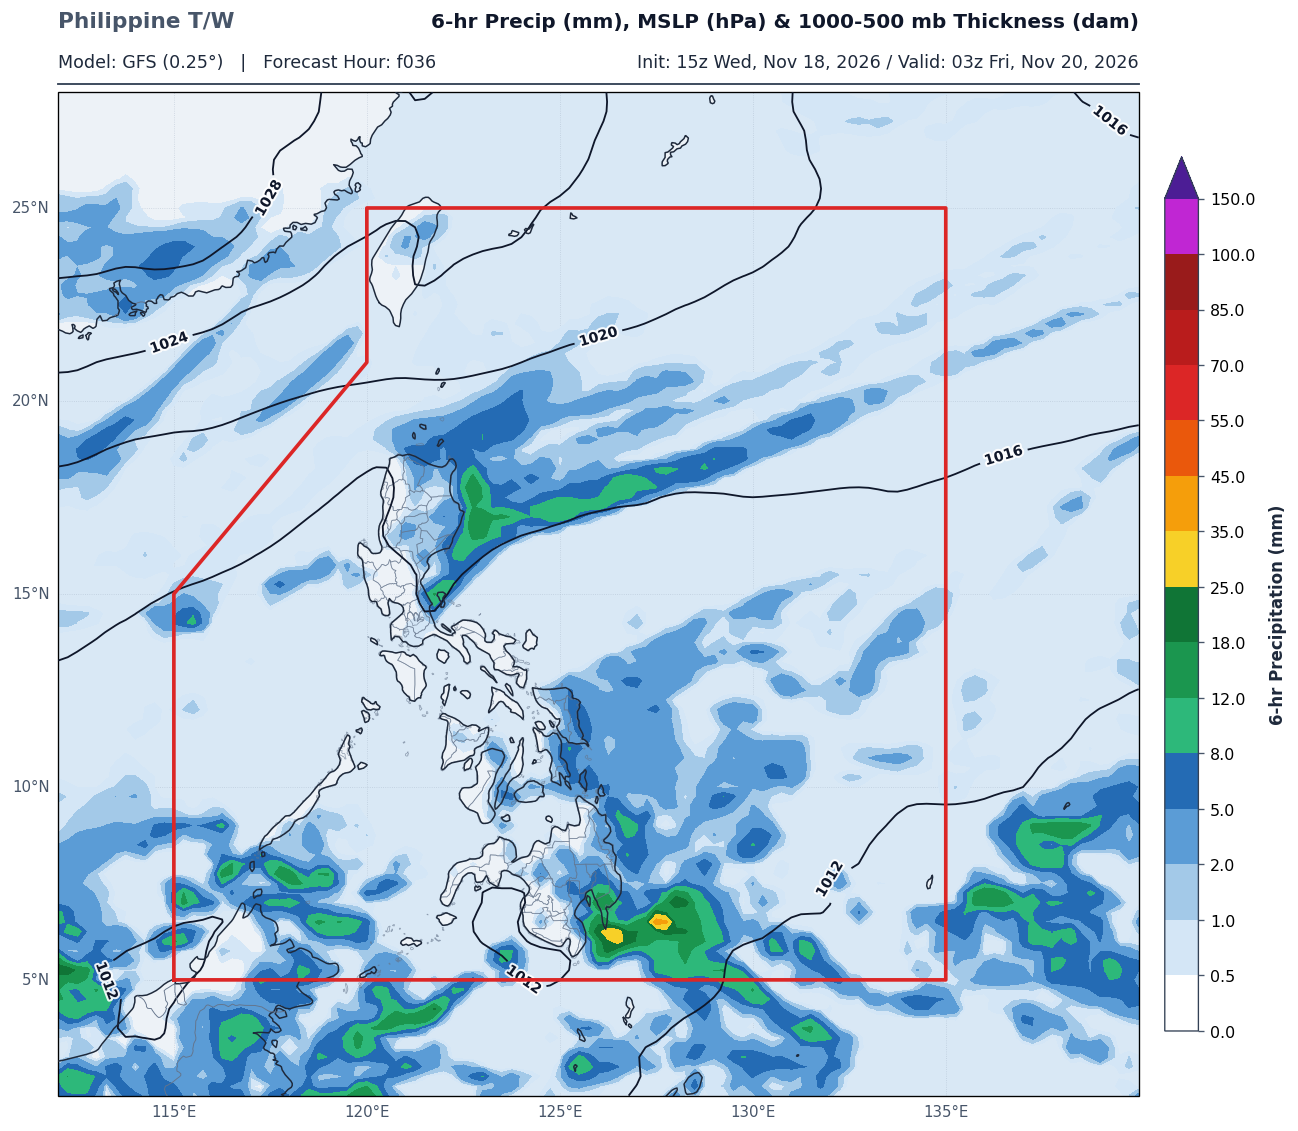 Philippine T/W
6-hr Precip (mm), MSLP (hPa) & 1000-500 mb Thickness (dam)
Model: GFS (0.25°) | Forecast Hour: f036
Init: 15z Wed, Nov 18, 2026 / Valid: 03z Fri, Nov 20, 2026
1016
1028
1024
1020
1016
1012
1012
1012
25°N
20°N
15°N
10°N
5°N
115°E
120°E
125°E
130°E
135°E
150.0
100.0
85.0
70.0
55.0
45.0
35.0
25.0
18.0
12.0
8.0
5.0
2.0
1.0
0.5
0.0
6-hr Precipitation (mm)